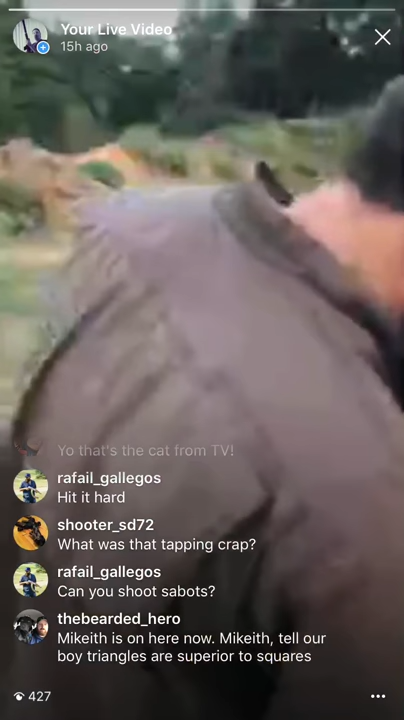 Your Live Video
15h ago
Yo that's the cat from TV!
rafail_gallegos
Hit it hard
shooter_sd72
What was that tapping crap?
rafail_gallegos
Can you shoot sabots?
thebearded_hero
Mikeith is on here now. Mikeith, tell our
boy triangles are superior to squares
427